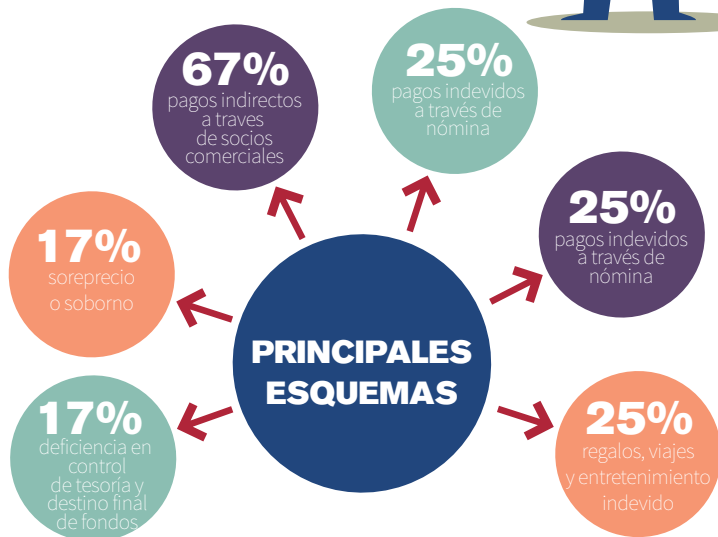 67%
pagos indirectos
a traves
de socios
comerciales
25%
pagos indevidos
a través de
nómina
25%
pagos indevidos
a través de
nómina
17%
soreprecio
o soborno
PRINCIPALES
ESQUEMAS
17%
deficiencia en
control
de tesoría y
destino final
de fondos
25%
regalos, viajes
y entretenimiento
indevido